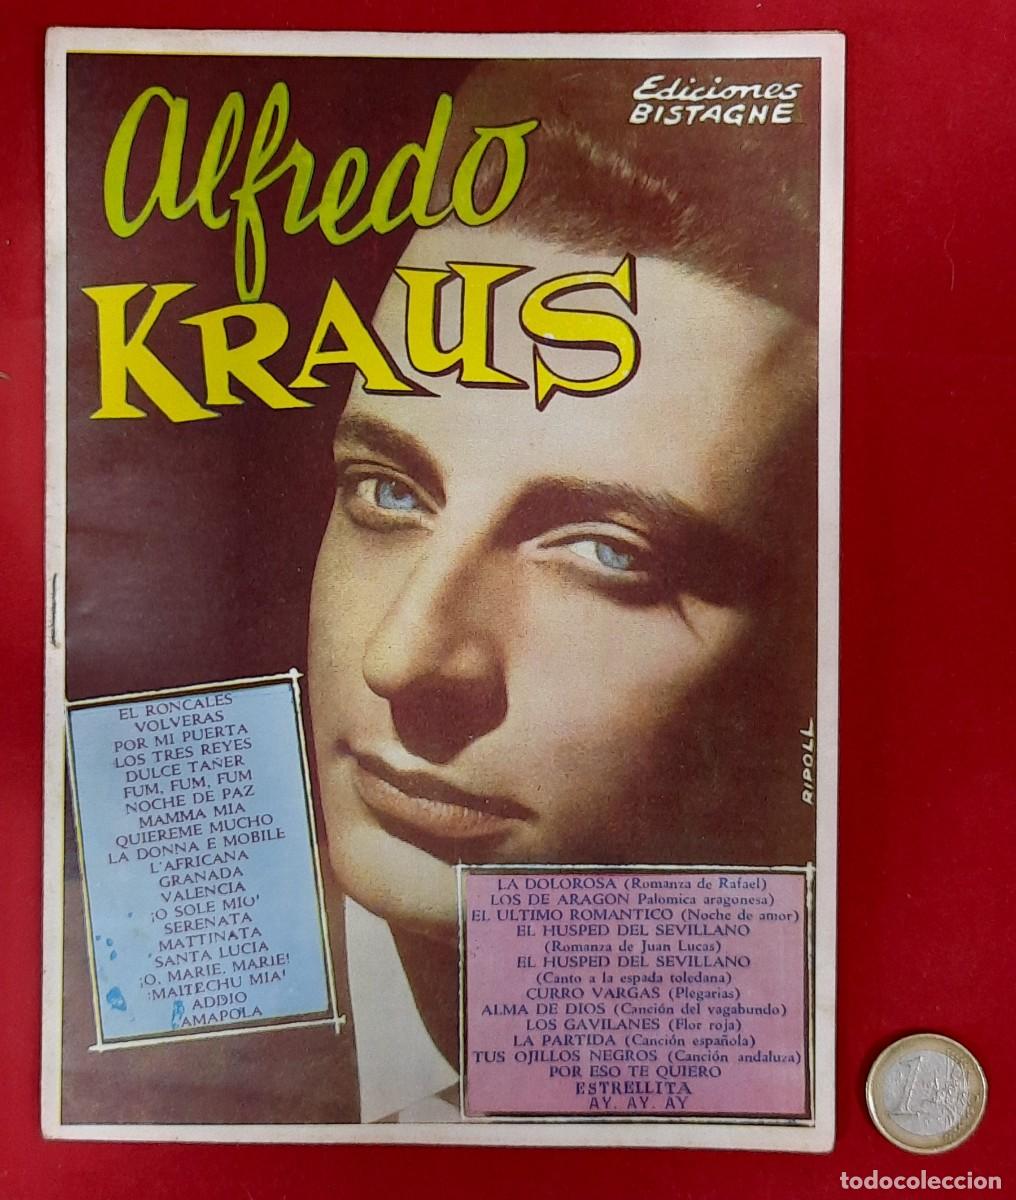 Ediciones
BISTAGNE
Alfredo
KRAUS
EL RONCALES
VOLVERAS
POR MI PUERTA
LOS TRES REYES
DULCE TAÑER
FUM, FUM, FUM
NOCHE DE PAZ
MAMMA MIA
QUIEREME MUCHO
LA DONNA E MOBILE
L'AFRICANA
GRANADA
VALENCIA
¡O SOLE MIO'
SERENATA
MATTINATA
SANTA LUCIA
¡O, MARIE, MARIE!
¡MAITECHU MIA'
ADDIO
AMAPOLA
RIPOLL
LA DOLOROSA (Romanza de Rafael)
LOS DE ARAGON Palomica aragonesa)
EL ULTIMO ROMANTICO (Noche de amor)
EL HUSPED DEL SEVILLANO
(Romanza de Juan Lucas)
EL HUSPED DEL SEVILLANO
(Canto a la espada toledana)
CURRO VARGAS (Plegarias)
ALMA DE DIOS (Canción del vagabundo)
LOS GAVILANES (Flor roja)
LA PARTIDA (Canción española)
TUS OJILLOS NEGROS (Canción andaluza)
POR ESO TE QUIERO
ESTRELLITA
AY. AY. AY
1
todocoleccion